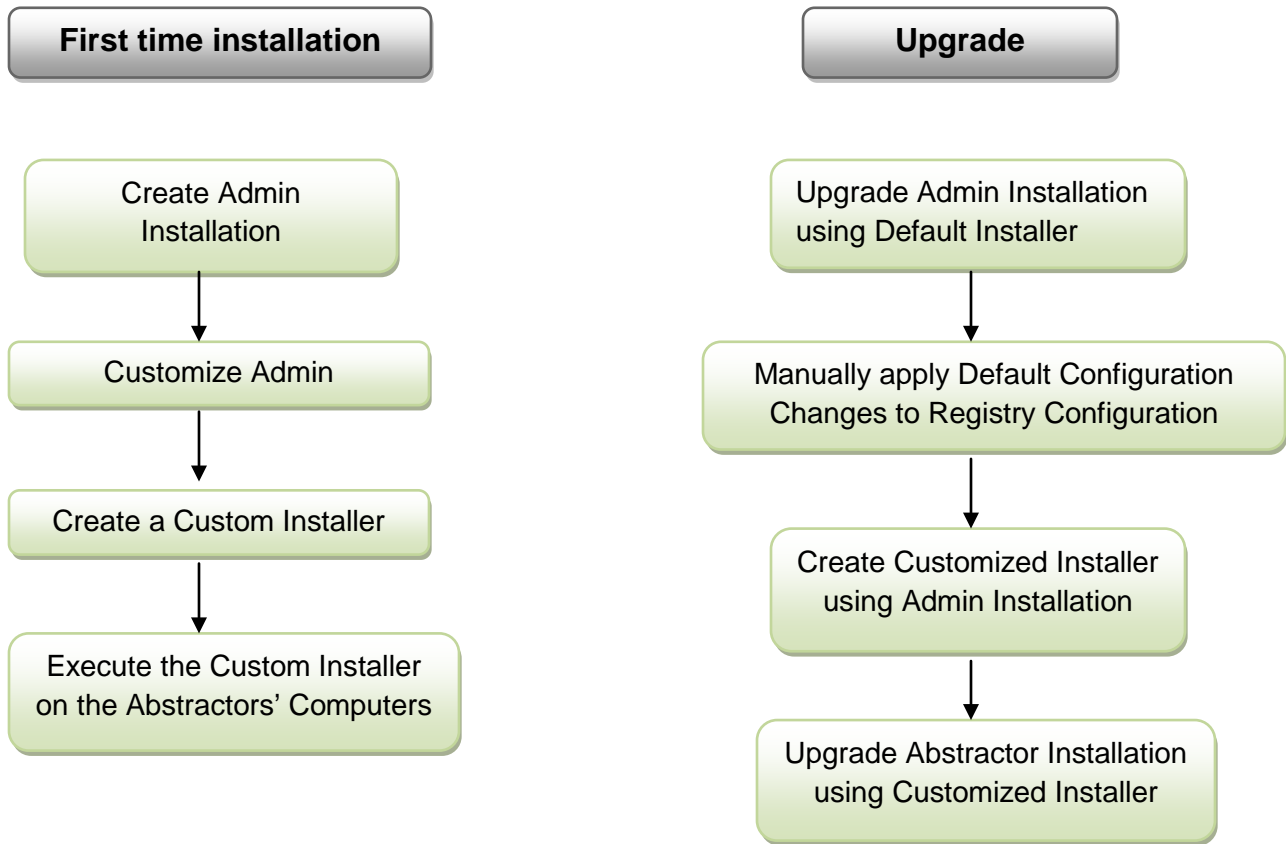 First time installation
Create Admin
Installation
Customize Admin
Create a Custom Installer
Execute the Custom Installer
on the Abstractors’ Computers
Upgrade
Upgrade Admin Installation
using Default Installer
Manually apply Default Configuration
Changes to Registry Configuration
Create Customized Installer
using Admin Installation
Upgrade Abstractor Installation
using Customized Installer